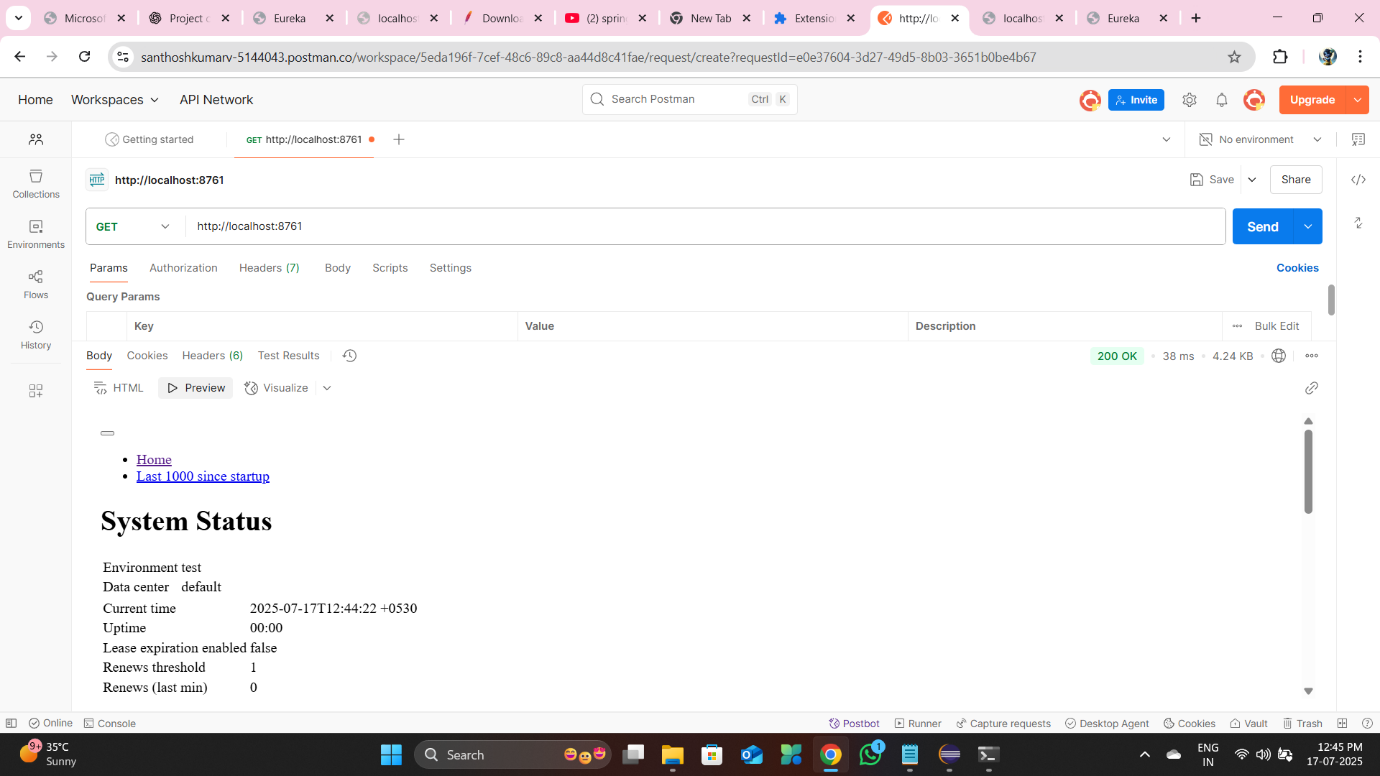 Microsof
Project c
Eureka
localhos
Downloa
(2) sprin
New Tab
Extension
http://lo
localhos
Eureka
santhoshkumarv-5144043.postman.co/workspace/5eda196f-7cef-48c6-89c8-aa44d8c41fae/request/create?requestId=e0e37604-3d27-49d5-8b03-3651b0be4b67
Home Workspaces API Network Search Postman Ctrl K Invite Upgrade
Getting started GET http://localhost:8761 No environment
HTTP http://localhost:8761 Save Share
Collections
Environments
Flows
History
GET http://localhost:8761 Send
Params Authorization Headers (7) Body Scripts Settings Cookies
Query Params
Key Value Description Bulk Edit
Body Cookies Headers (6) Test Results 200 OK 38 ms 4.24 KB
HTML Preview Visualize
Home
Last 1000 since startup
System Status
Environment test
Data center default
Current time 2025-07-17T12:44:22 +0530
Uptime 00:00
Lease expiration enabled false
Renews threshold 1
Renews (last min) 0
Online Console Postbot Runner Capture requests Desktop Agent Cookies Vault Trash
9+ 35°C
Sunny
Search
1
ENG
IN
12:45 PM
17-07-2025